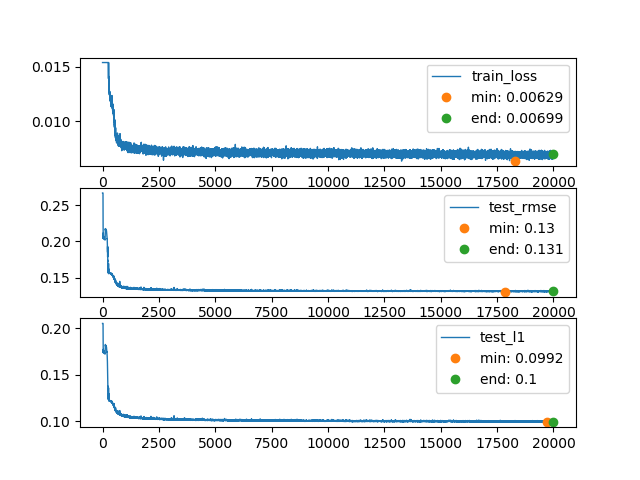 0.015
0.010
train_loss
min: 0.00629
end: 0.00699
0 2500 5000 7500 10000 12500 15000 17500 20000
0.25
0.20
0.15
test_rmse
min: 0.13
end: 0.131
0 2500 5000 7500 10000 12500 15000 17500 20000
0.20
0.15
0.10
test_l1
min: 0.0992
end: 0.1
0 2500 5000 7500 10000 12500 15000 17500 20000